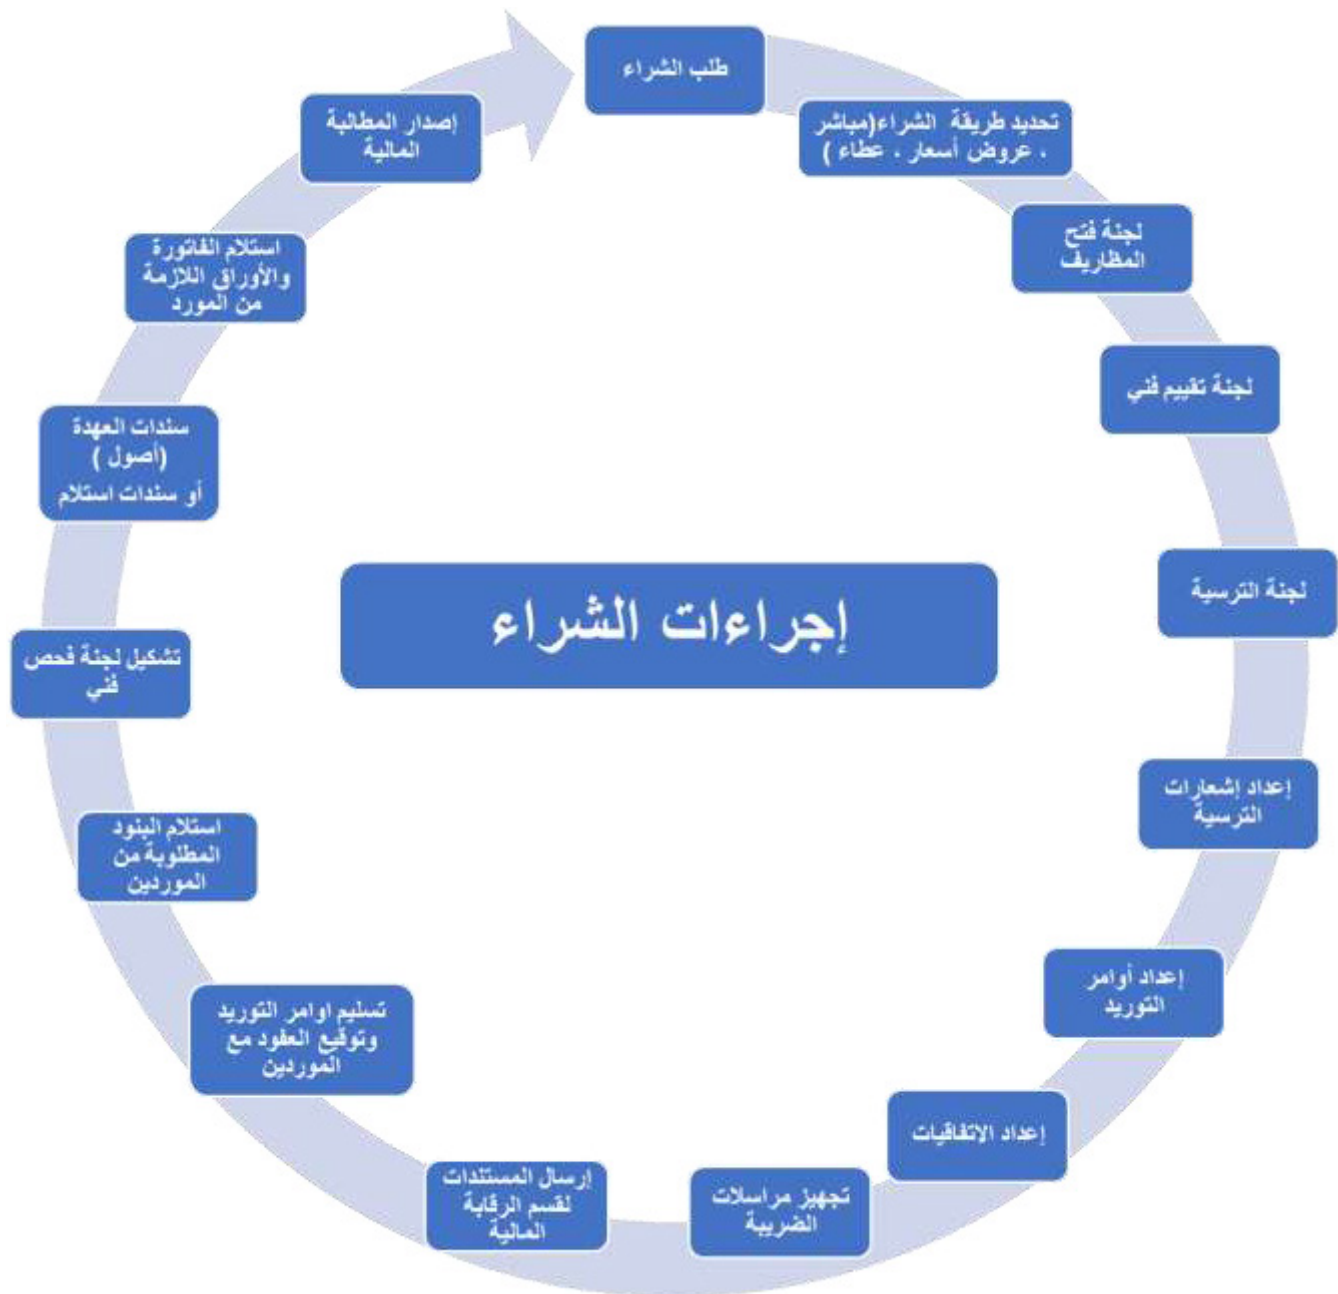 طلب الشراء
تحديد طريقة الشراء(مباشر
، عروض أسعار ، عطاء )
لجنة فتح
المظاريف
لجنة تقييم فني
لجنة الترسية
إعداد إشعارات
الترسية
إعداد أوامر
التوريد
إعداد الاتفاقيات
تجهيز مراسلات
الضريبة
إرسال المستندات
لقسم الرقابة
المالية
تسليم اوامر التوريد
وتوقيع العقود مع
الموردين
استلام البنود
المطلوبة من
الموردين
تشكيل لجنة فحص
فني
سندات العهدة
(أصول )
أو سندات استلام
استلام الفاتورة
والأوراق اللازمة
من المورد
إصدار المطالبة
المالية
إجراءات الشراء